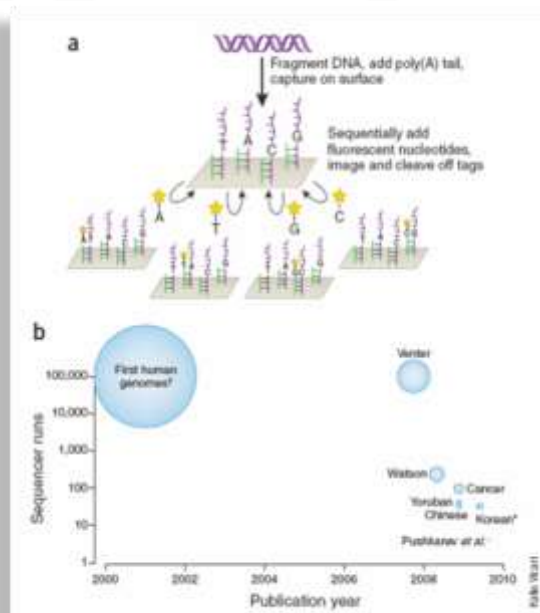 a
Fragment DNA, add poly(A) tail,
capture on surface
T
A
C
G
Sequentially add
fluorescent nucleotides,
image and cleave off tags
A
T
G
C
b
First human
genomes
Venter
100,000
10,000
1,000
100
10
1
Sequencer runs
Watson
Cancer
Yoruban
Chinese
Korean
Pushkarev et al.
2000
2002
2004
2006
2008
2010
Publication year